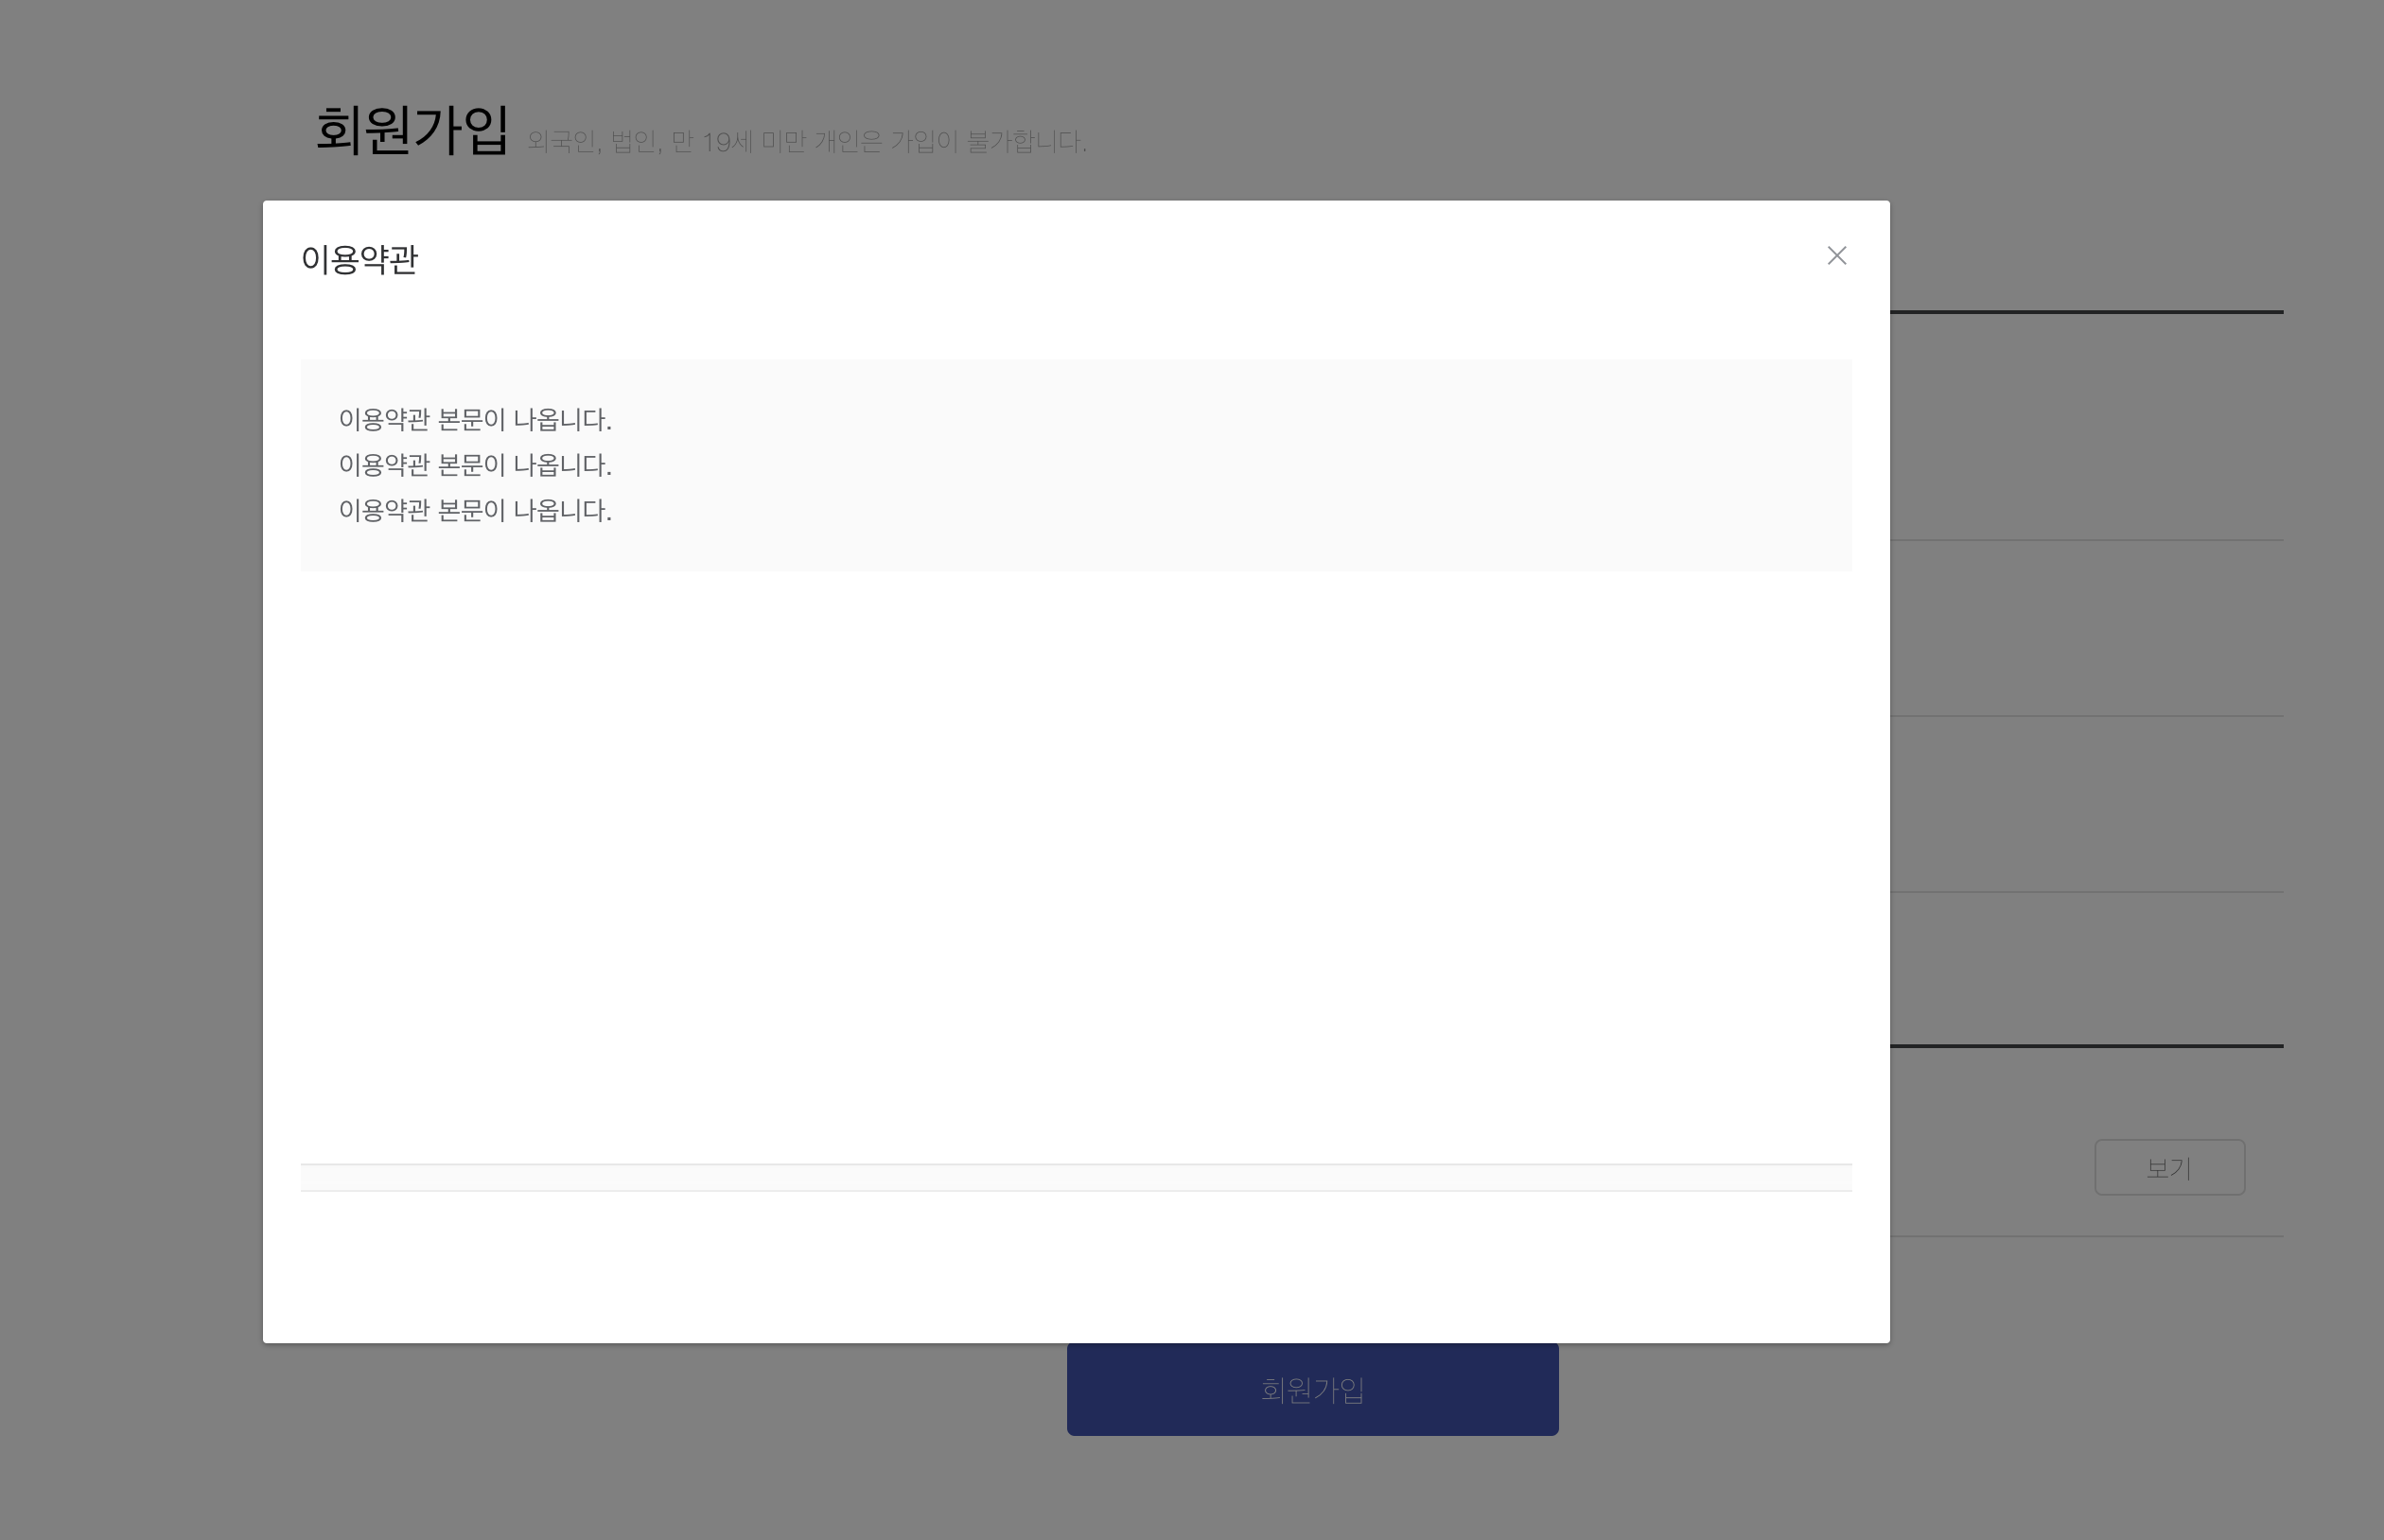 회원가입 외국인, 법인, 만 19세 미만 개인은 가입이 불가합니다.
이용약관
이용약관 본문이 나옵니다.
이용약관 본문이 나옵니다.
이용약관 본문이 나옵니다.
보기
회원가입